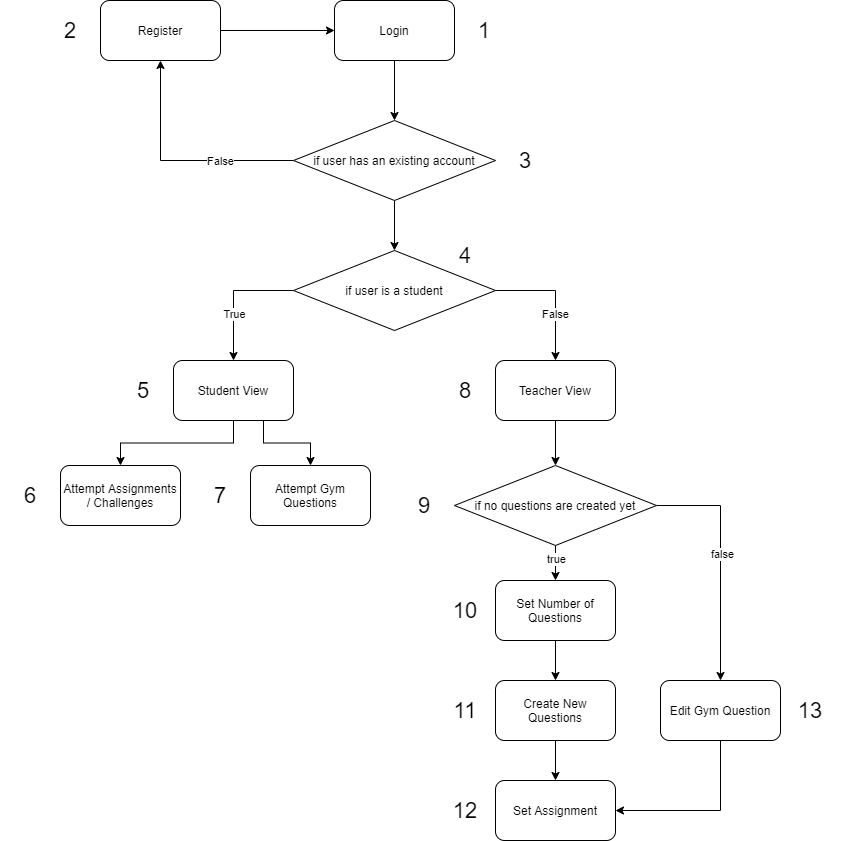 2
Register
Login
1
if user has an existing account
3
False
4
if user is a student
True
False
5
Student View
8
Teacher View
6
Attempt Assignments
/ Challenges
7
Attempt Gym
Questions
9
if no questions are created yet
true
false
10
Set Number of
Questions
11
Create New
Questions
Edit Gym Question
13
12
Set Assignment